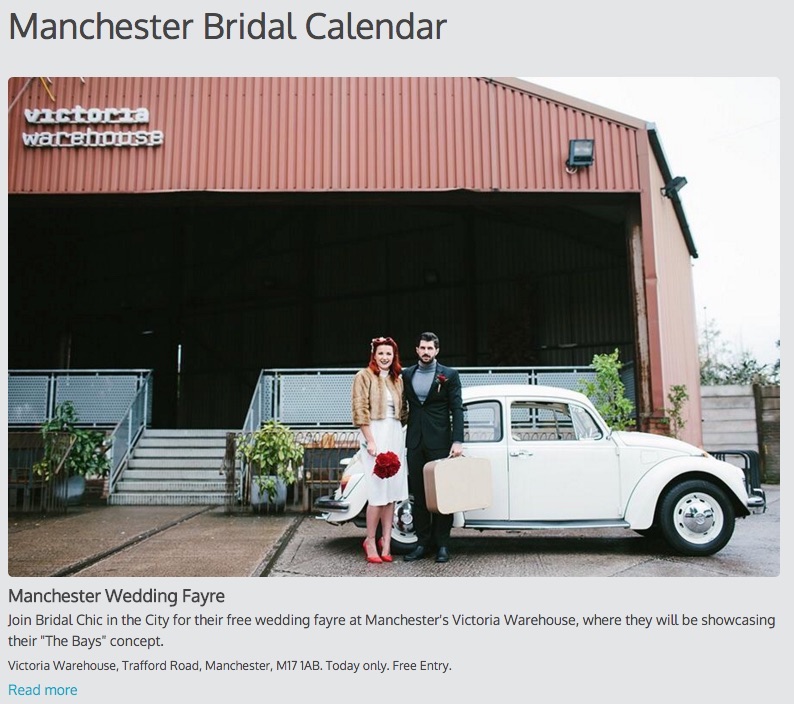 Manchester Bridal Calendar
victoria
warehouse
Manchester Wedding Fayre
Join Bridal Chic in the City for their free wedding fayre at Manchester's Victoria Warehouse, where they will be showcasing
their "The Bays" concept.
Victoria Warehouse, Trafford Road, Manchester, M17 1AB. Today only. Free Entry.
Read more